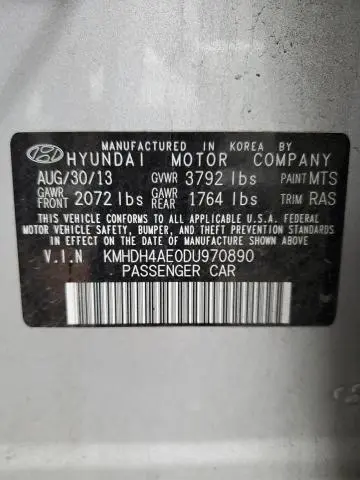 MANUFACTURED IN KOREA BY
HYUNDAI MOTOR COMPANY
AUG/30/13 GVWR 3792 lbs PAINT MTS
GAWR FRONT 2072 lbs GAWR REAR 1764 lbs TRIM RAS
THIS VEHICLE CONFORMS TO ALL APPLICABLE U.S.A. FEDERAL
MOTOR VEHICLE SAFETY, BUMPER, AND THEFT PREVENTION
STANDARDS IN EFFECT ON THE DATE OF MANUFACTURE SHOWN ABOVE.
V.I.N KMHDH4AE0DU970890
PASSENGER CAR